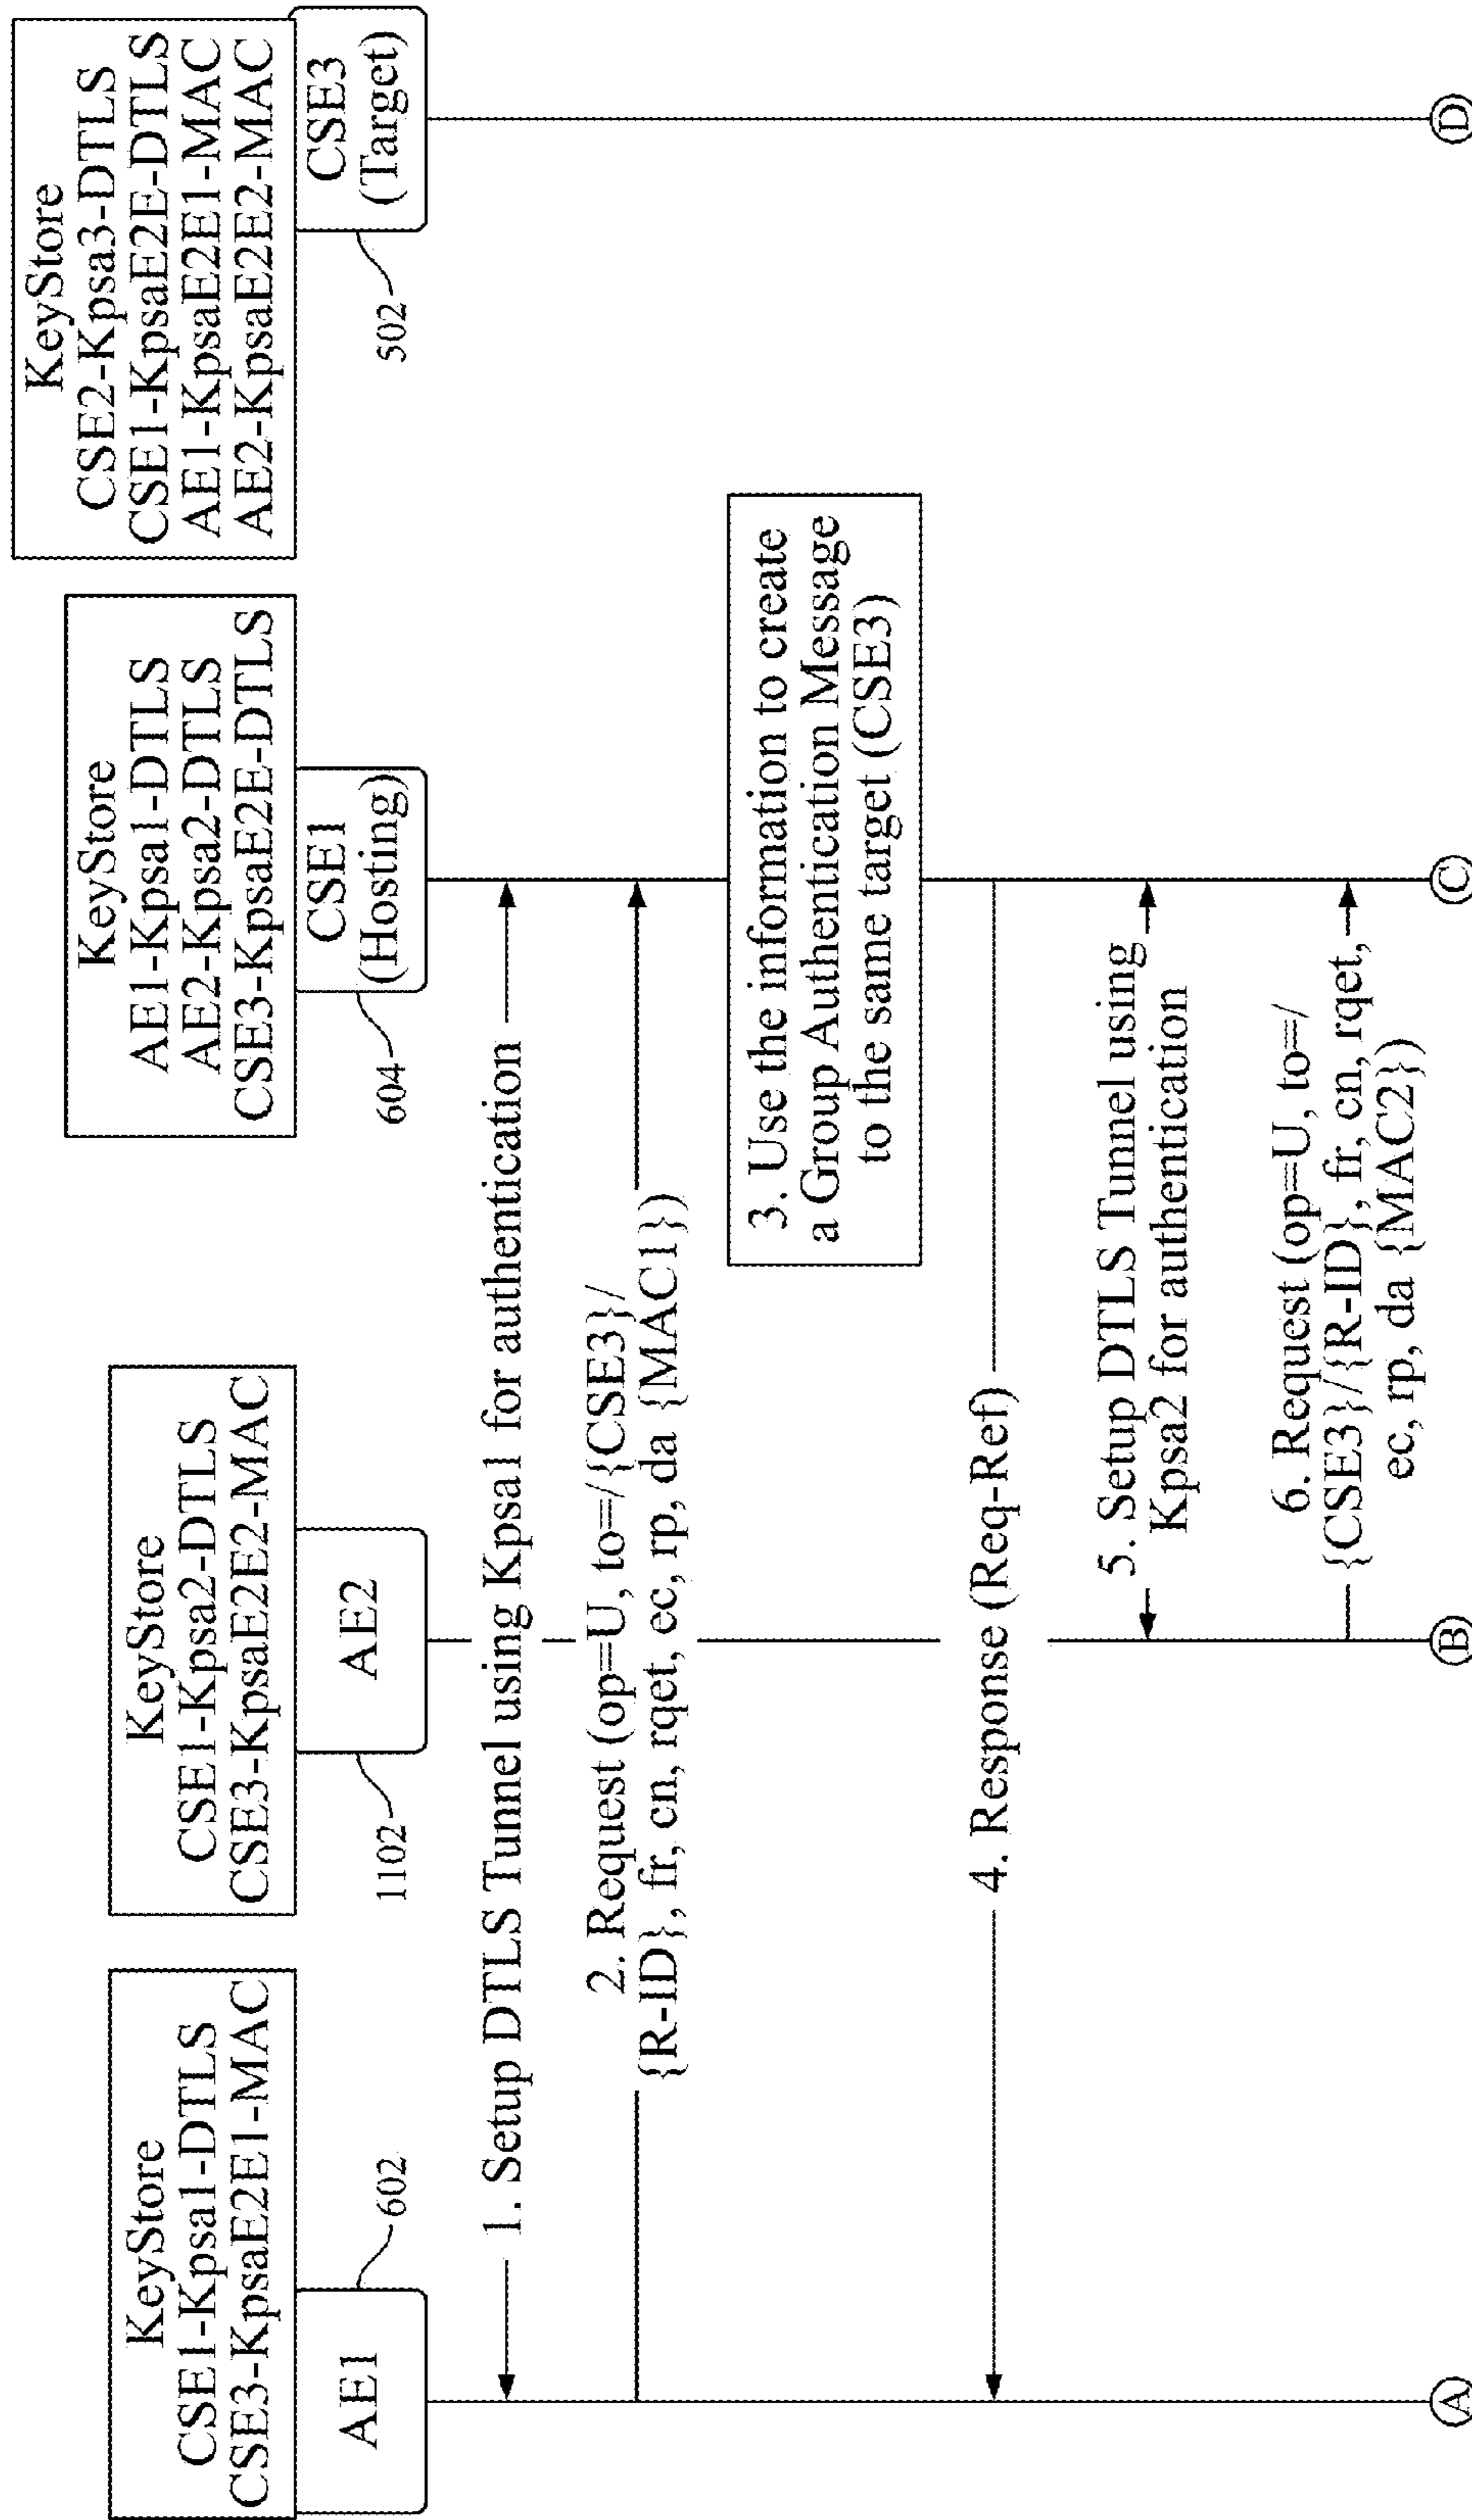 KeyStore
CSE1-Kpsa1-DTLS
CSE3-KpsaE2E1-MAC
AE1
602
KeyStore
CSE1-Kpsa2-DTLS
CSE3-KpsaE2E2-MAC
AE2
1102
KeyStore
AE1-Kpsa1-DTLS
AE2-Kpsa2-DTLS
CSE3-KpsaE2E-DTLS
CSE1
(Hosting)
604
KeyStore
CSE2-Kpsa3-DTLS
CSE1-KpsaE2E-DTLS
AE1-KpsaE2E1-MAC
AE2-KpsaE2E2-MAC
CSE3
(Target)
502
1. Setup DTLS Tunnel using Kpsa1 for authentication
2. Request (op=U, to=/{CSE3}/
{R-ID}, fr, cn, rqet, ec, rp, da {MAC1})
3. Use the information to create
a Group Authentication Message
to the same target (CSE3)
4. Response (Req-Ref)
5. Setup DTLS Tunnel using
Kpsa2 for authentication
6. Request (op=U, to=/
{CSE3}/{R-ID}, fr, cn, rqet,
ec, rp, da {MAC2})
A
B
C
D